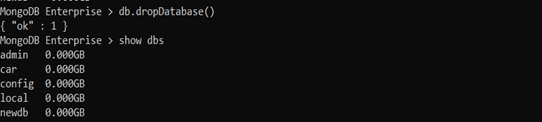 MongoDB Enterprise > db.dropDatabase()
{ "ok" : 1 }
MongoDB Enterprise > show dbs
admin   0.000GB
car     0.000GB
config  0.000GB
local   0.000GB
newdb   0.000GB